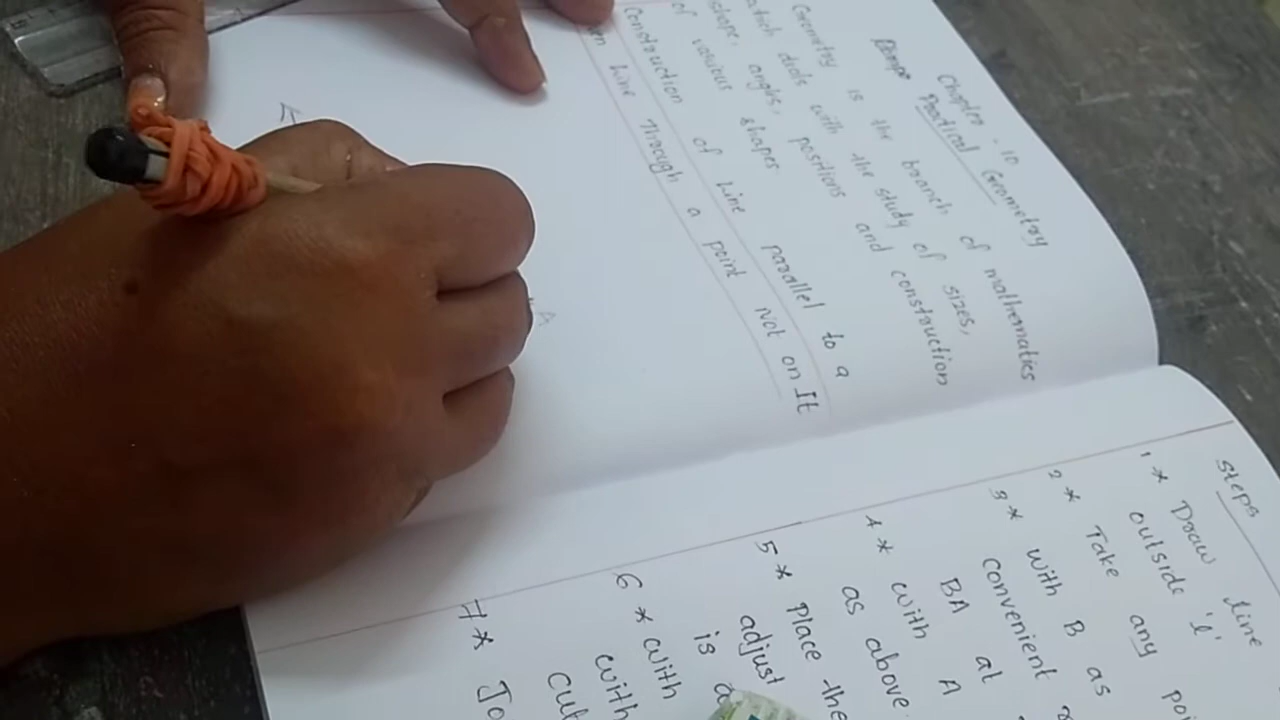 Chapter - 10
Practical Geometry
Geometry is the branch of mathematics
which dials with the study of sizes,
shape, angls, positions and construction
of various shapes
Construction of Line parallel to a
Line Through a point Not on It
A
Steps
1 * Draw line
outside 'l'
2 * Take any
3 * with B as
convenient
BA at
4 * with A
as above.
5 * Place the
adjust
is a
6 * with
with
cut
7 *